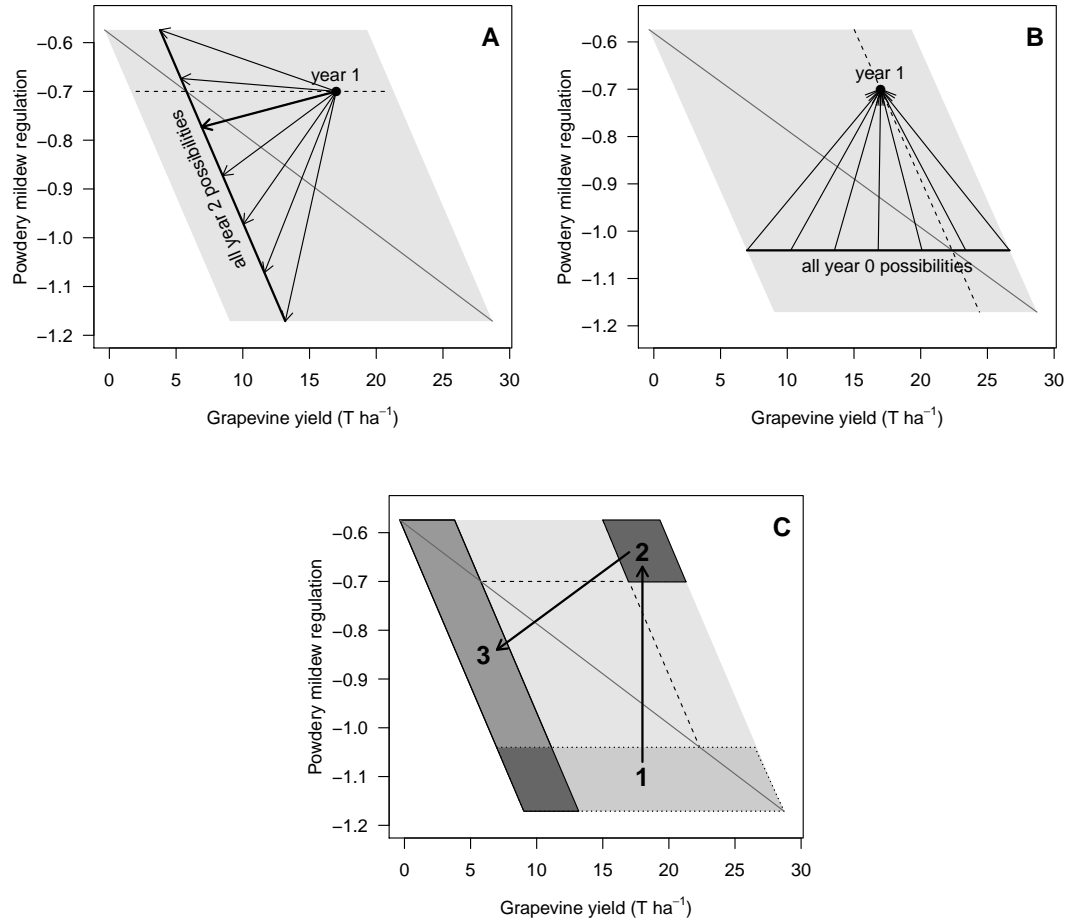 A
−0.6
−0.7
−0.8
−0.9
−1.0
−1.1
−1.2
Powdery mildew regulation
year 1
all year 2 possibilities
0 5 10 15 20 25 30
Grapevine yield (T ha⁻¹)
B
−0.6
−0.7
−0.8
−0.9
−1.0
−1.1
−1.2
Powdery mildew regulation
year 1
all year 0 possibilities
0 5 10 15 20 25 30
Grapevine yield (T ha⁻¹)
C
−0.6
−0.7
−0.8
−0.9
−1.0
−1.1
−1.2
Powdery mildew regulation
2
3
1
0 5 10 15 20 25 30
Grapevine yield (T ha⁻¹)